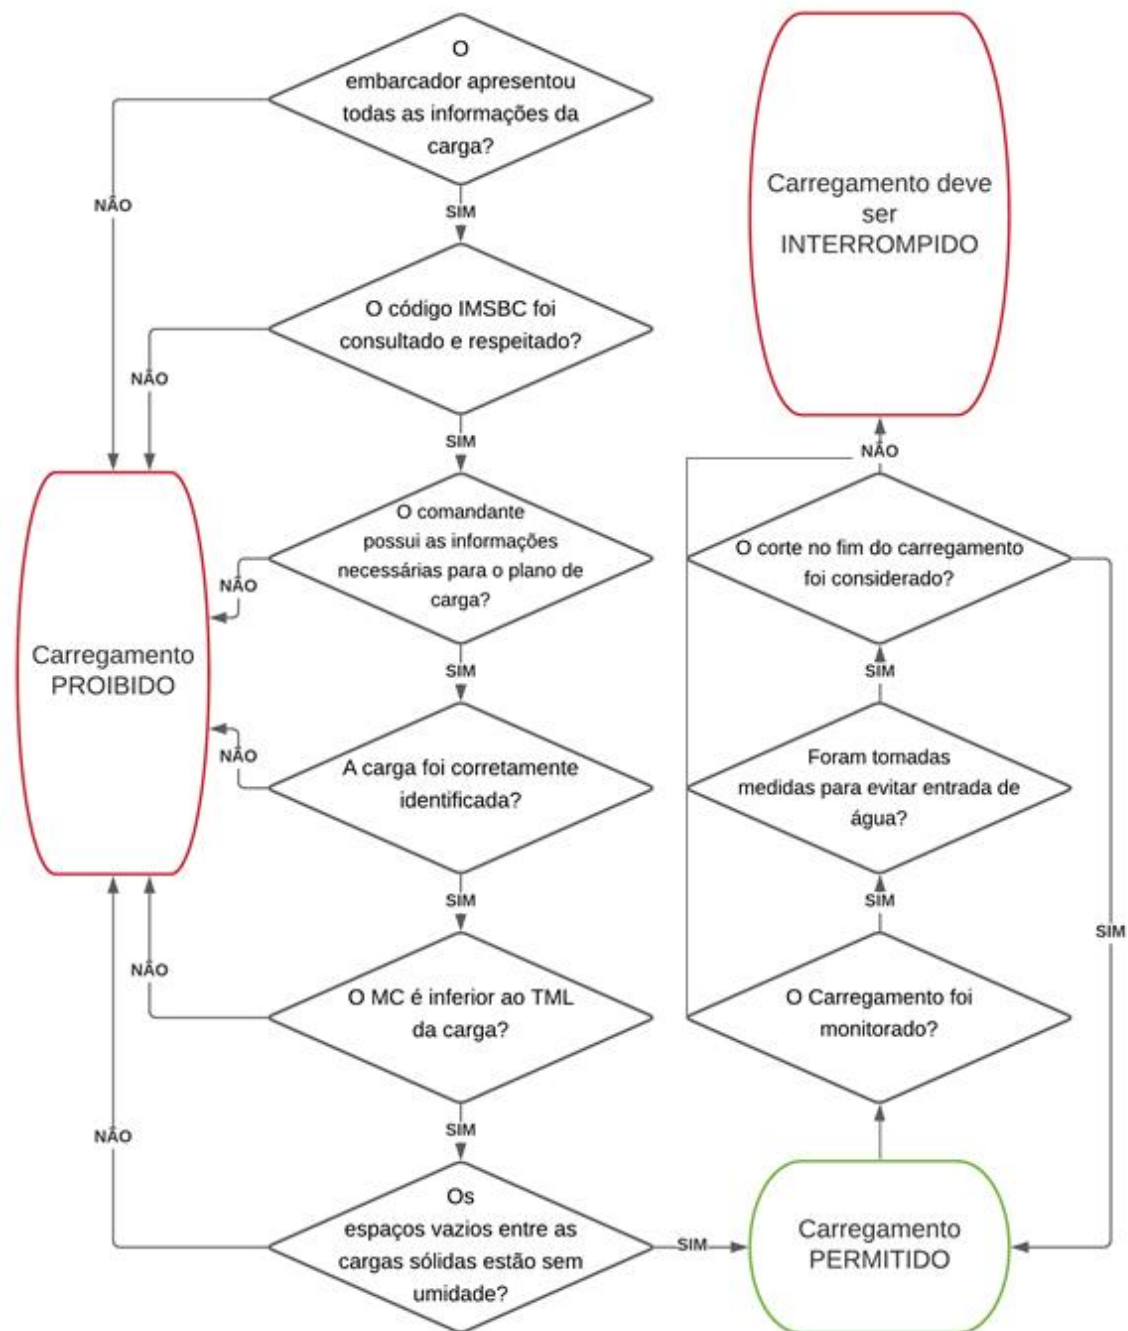 O
embarcador apresentou
todas as informações da
carga?
NÃO
SIM
O código IMSBC foi
consultado e respeitado?
NÃO
SIM
O comandante
possui as informações
necessárias para o plano de
carga?
NÃO
SIM
Carregamento
PROIBIDO
A carga foi corretamente
identificada?
NÃO
SIM
O MC é inferior ao TML
da carga?
NÃO
SIM
Os
espaços vazios entre as
cargas sólidas estão sem
umidade?
NÃO
SIM
Carregamento
PERMITIDO
O Carregamento foi
monitorado?
SIM
Foram tomadas
medidas para evitar entrada de
água?
SIM
O corte no fim do carregamento
foi considerado?
SIM
NÃO
Carregamento deve
ser
INTERROMPIDO